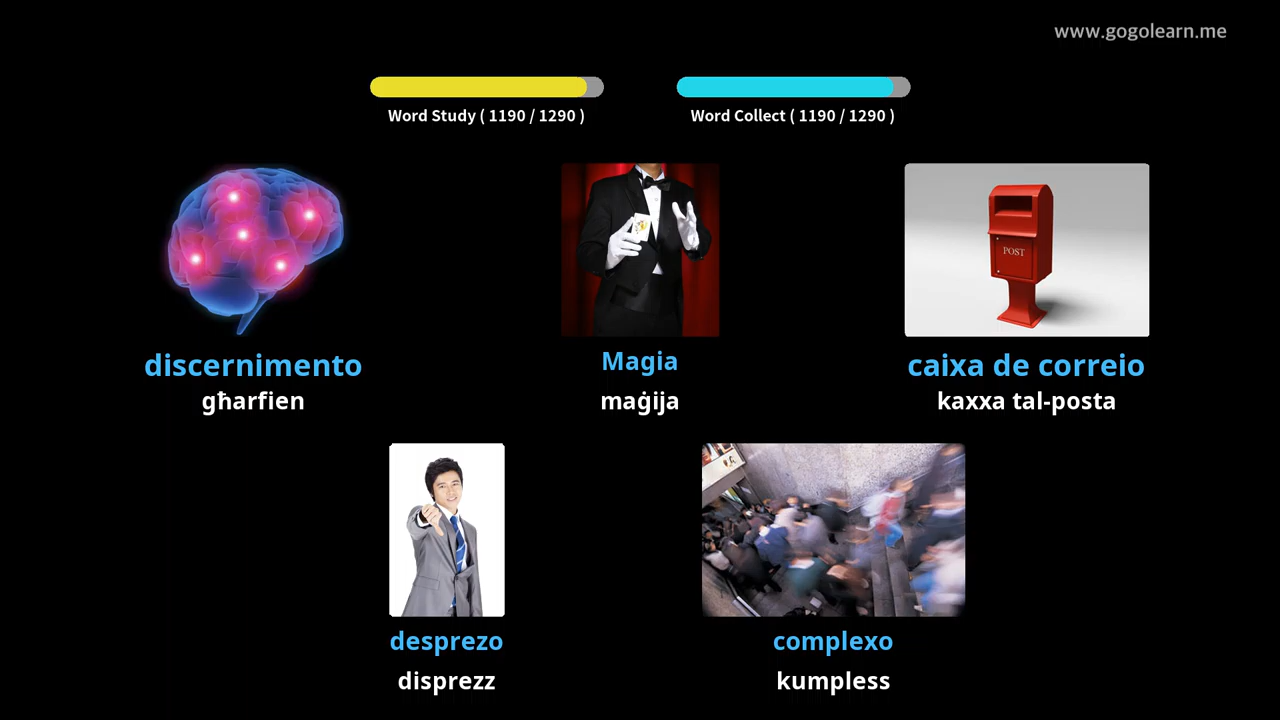 www.gogolearn.me
Word Study ( 1190 / 1290 )
Word Collect ( 1190 / 1290 )
POST
discernimento
għarfien
Magia
maġija
caixa de correio
kaxxa tal-posta
desprezo
disprezz
complexo
kumpless